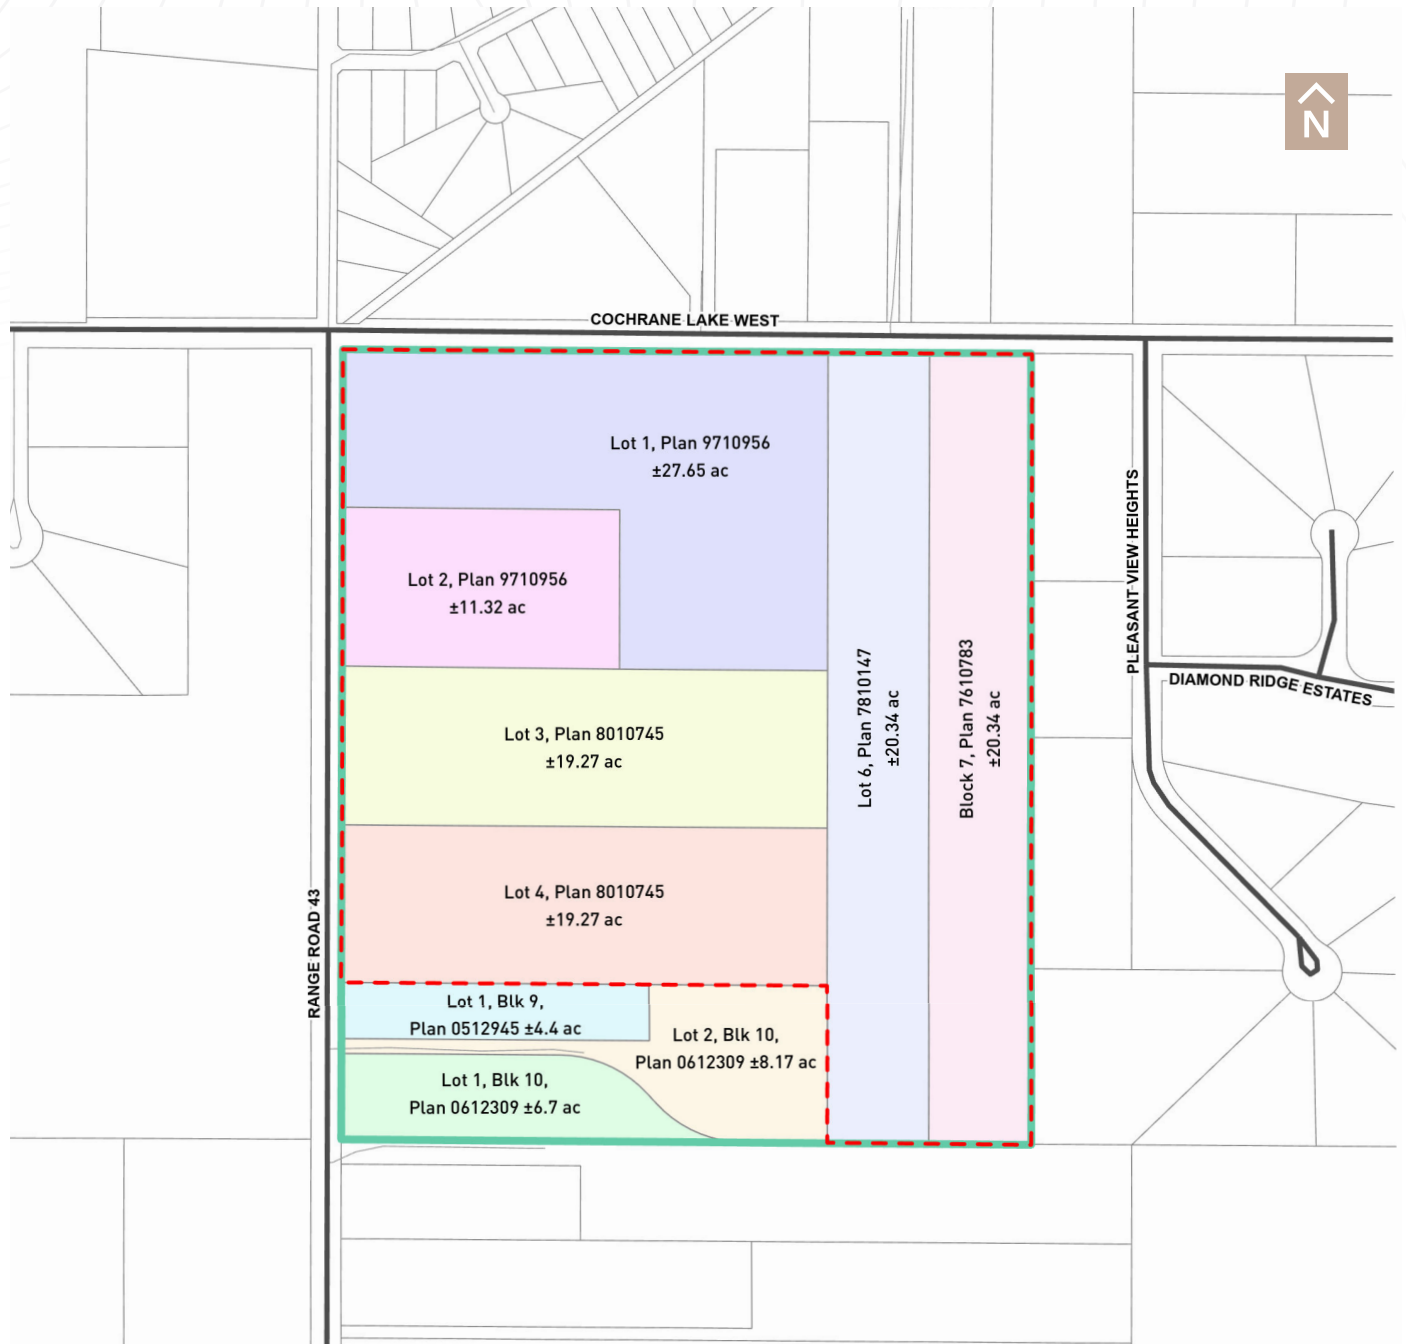 N
COCHRANE LAKE WEST
Lot 1, Plan 9710956
±27.65 ac
Lot 2, Plan 9710956
±11.32 ac
Lot 3, Plan 8010745
±19.27 ac
Lot 4, Plan 8010745
±19.27 ac
Lot 6, Plan 7810147
±20.34 ac
Block 7, Plan 7610783
±20.34 ac
PLEASANT VIEW HEIGHTS
DIAMOND RIDGE ESTATES
RANGE ROAD 43
Lot 1, Blk 9,
Plan 0512945 ±4.4 ac
Lot 2, Blk 10,
Plan 0612309 ±8.17 ac
Lot 1, Blk 10,
Plan 0612309 ±6.7 ac